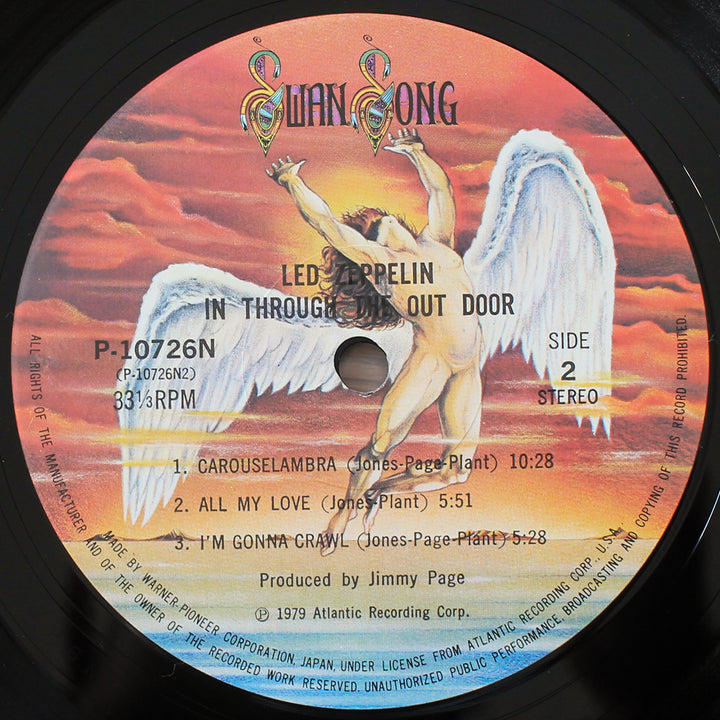 SWAN SONG
LED ZEPPELIN
IN THROUGH THE OUT DOOR
P-10726N
(P-10726N2)
33 1/3 RPM
SIDE
2
STEREO
1. CAROUSELAMBRA (Jones-Page-Plant) 10:28
2. ALL MY LOVE (Jones-Plant) 5:51
3. I'M GONNA CRAWL (Jones-Page-Plant) 5:28
Produced by Jimmy Page
Ⓟ 1979 Atlantic Recording Corp.
MADE BY WARNER-PIONEER CORPORATION, JAPAN, UNDER LICENSE FROM ATLANTIC RECORDING CORP., U.S.A.
ALL RIGHTS OF THE MANUFACTURER AND OF THE OWNER OF THE RECORDED WORK RESERVED. UNAUTHORIZED PUBLIC PERFORMANCE, BROADCASTING AND COPYING OF THIS RECORD PROHIBITED.